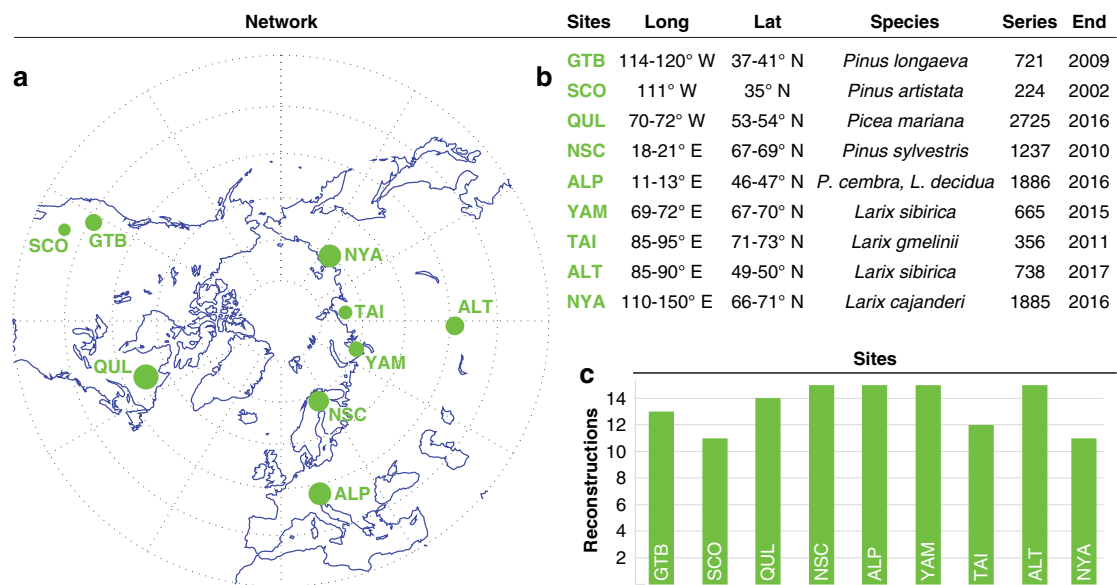 Network
a
SCO
GTB
NYA
TAI
ALT
YAM
QUL
NSC
ALP
b
Sites Long Lat Species Series End
GTB 114-120° W 37-41° N Pinus longaeva 721 2009
SCO 111° W 35° N Pinus artistata 224 2002
QUL 70-72° W 53-54° N Picea mariana 2725 2016
NSC 18-21° E 67-69° N Pinus sylvestris 1237 2010
ALP 11-13° E 46-47° N P. cembra, L. decidua 1886 2016
YAM 69-72° E 67-70° N Larix sibirica 665 2015
TAI 85-95° E 71-73° N Larix gmelinii 356 2011
ALT 85-90° E 49-50° N Larix sibirica 738 2017
NYA 110-150° E 66-71° N Larix cajanderi 1885 2016
c
Sites
Reconstructions
14
12
10
8
6
4
2
GTB SCO QUL NSC ALP YAM TAI ALT NYA